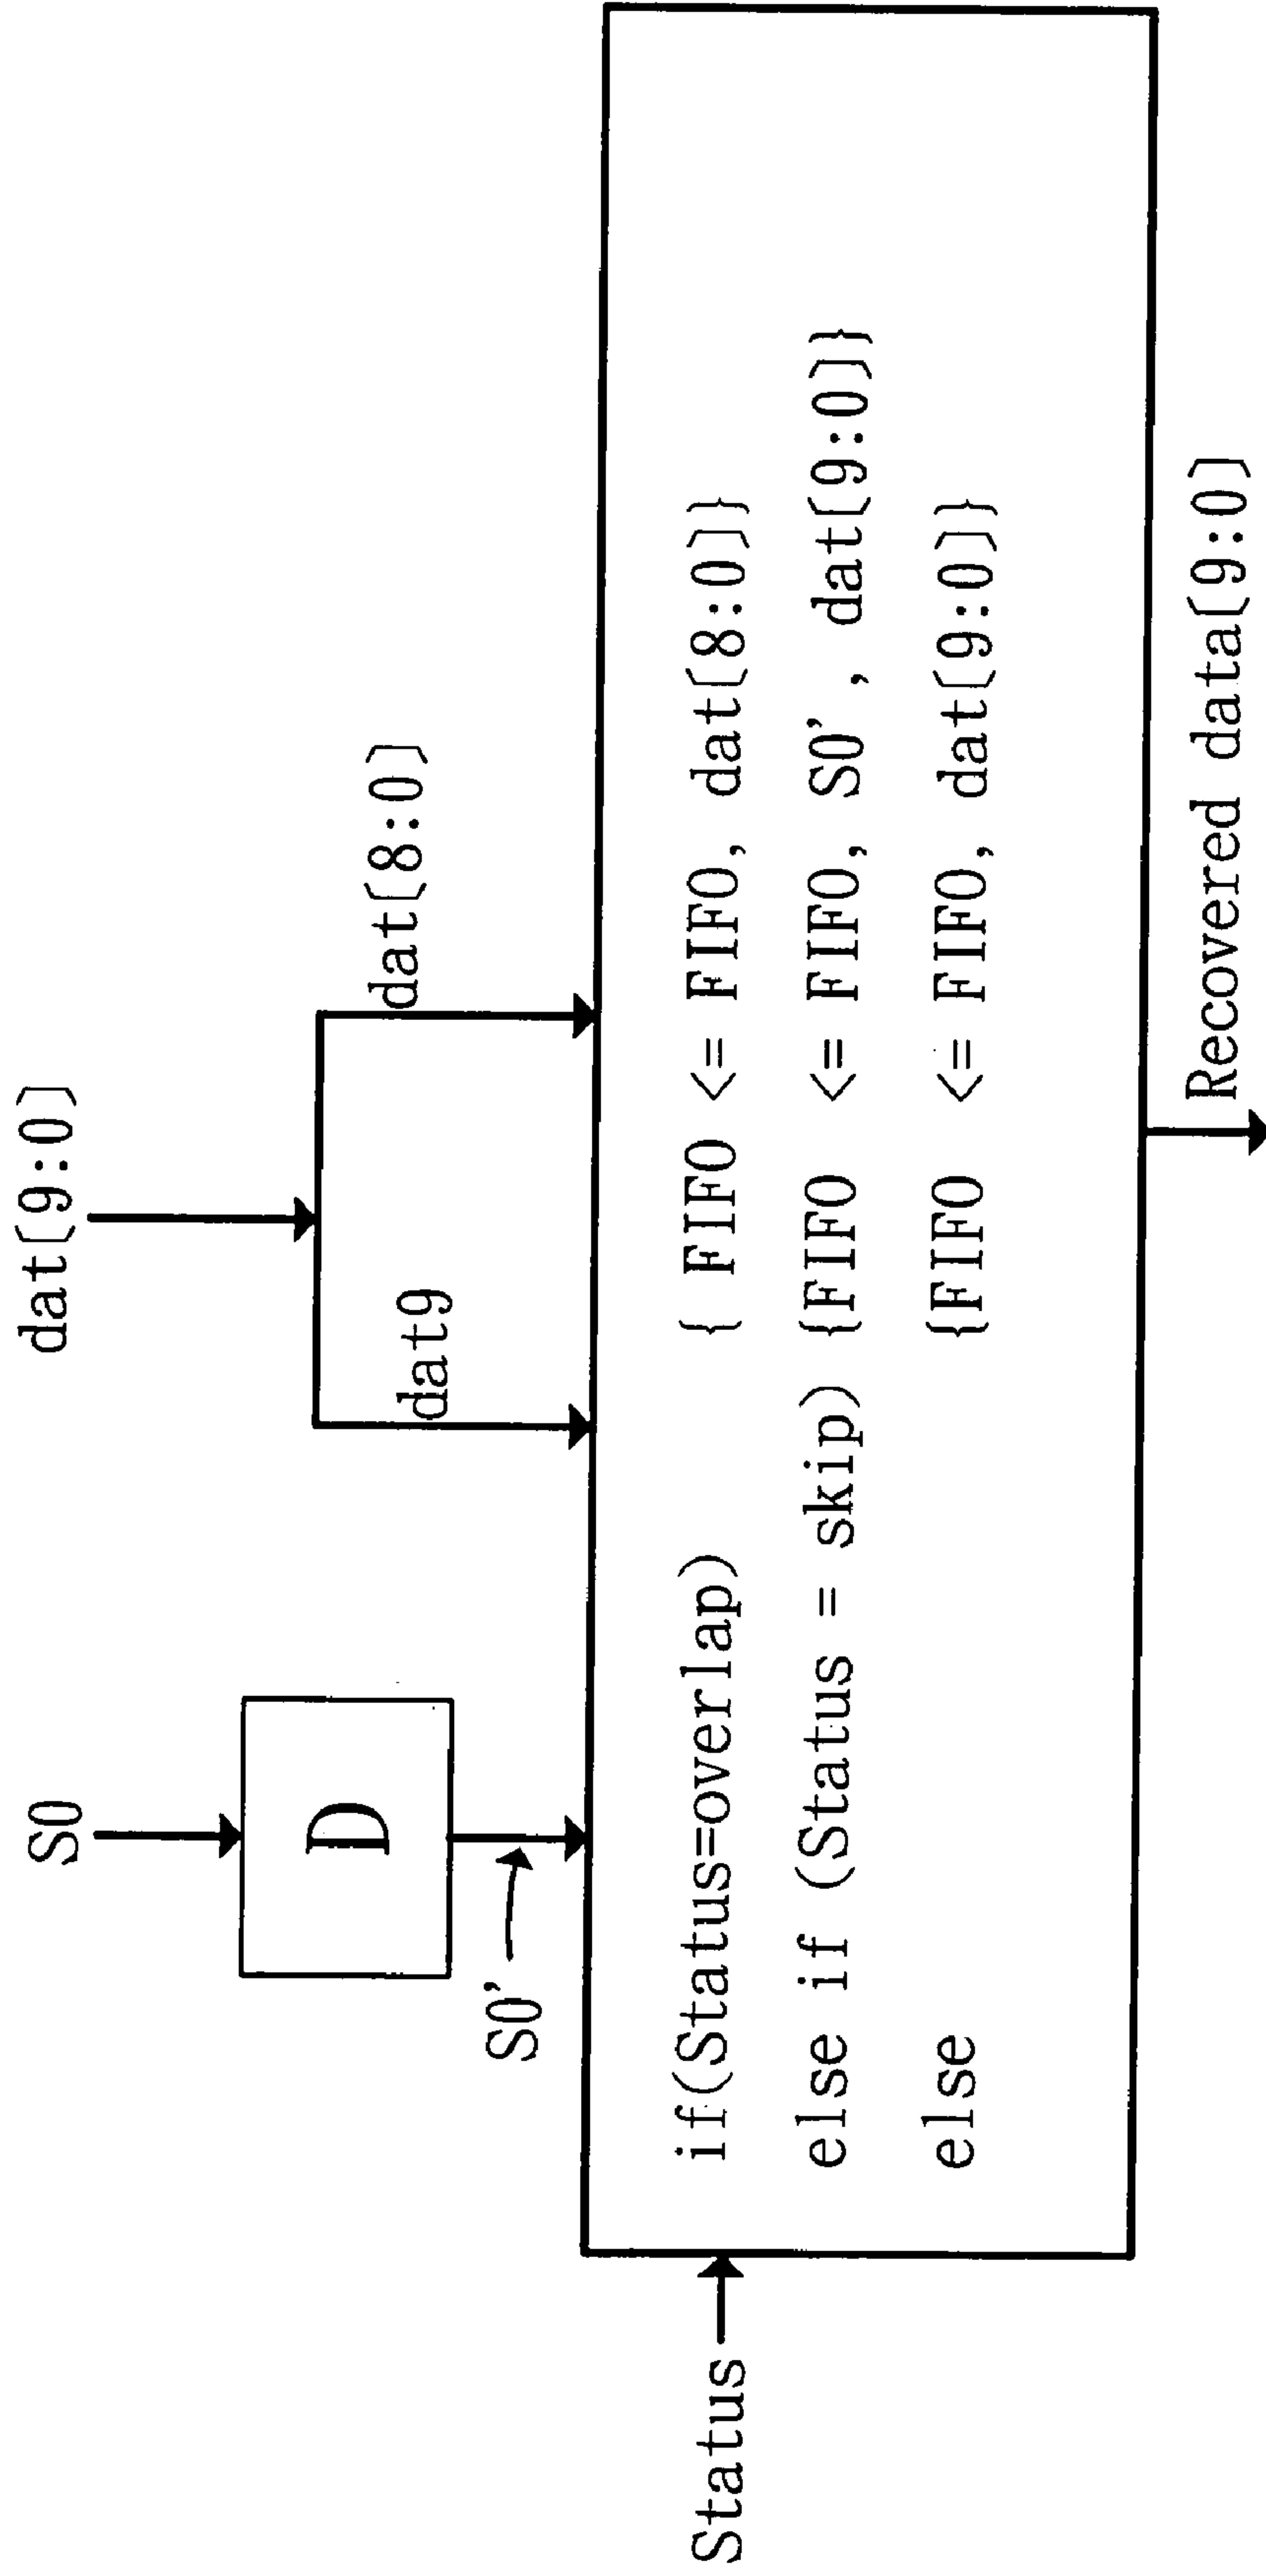 dat[9:0]
S0
D
S0'
dat9
dat[8:0]
Status
if(Status=overlap) { FIFO <= FIFO, dat[8:0]}
else if (Status = skip) {FIFO <= FIFO, S0', dat[9:0]}
else {FIFO <= FIFO, dat[9:0]}
Recovered data[9:0]